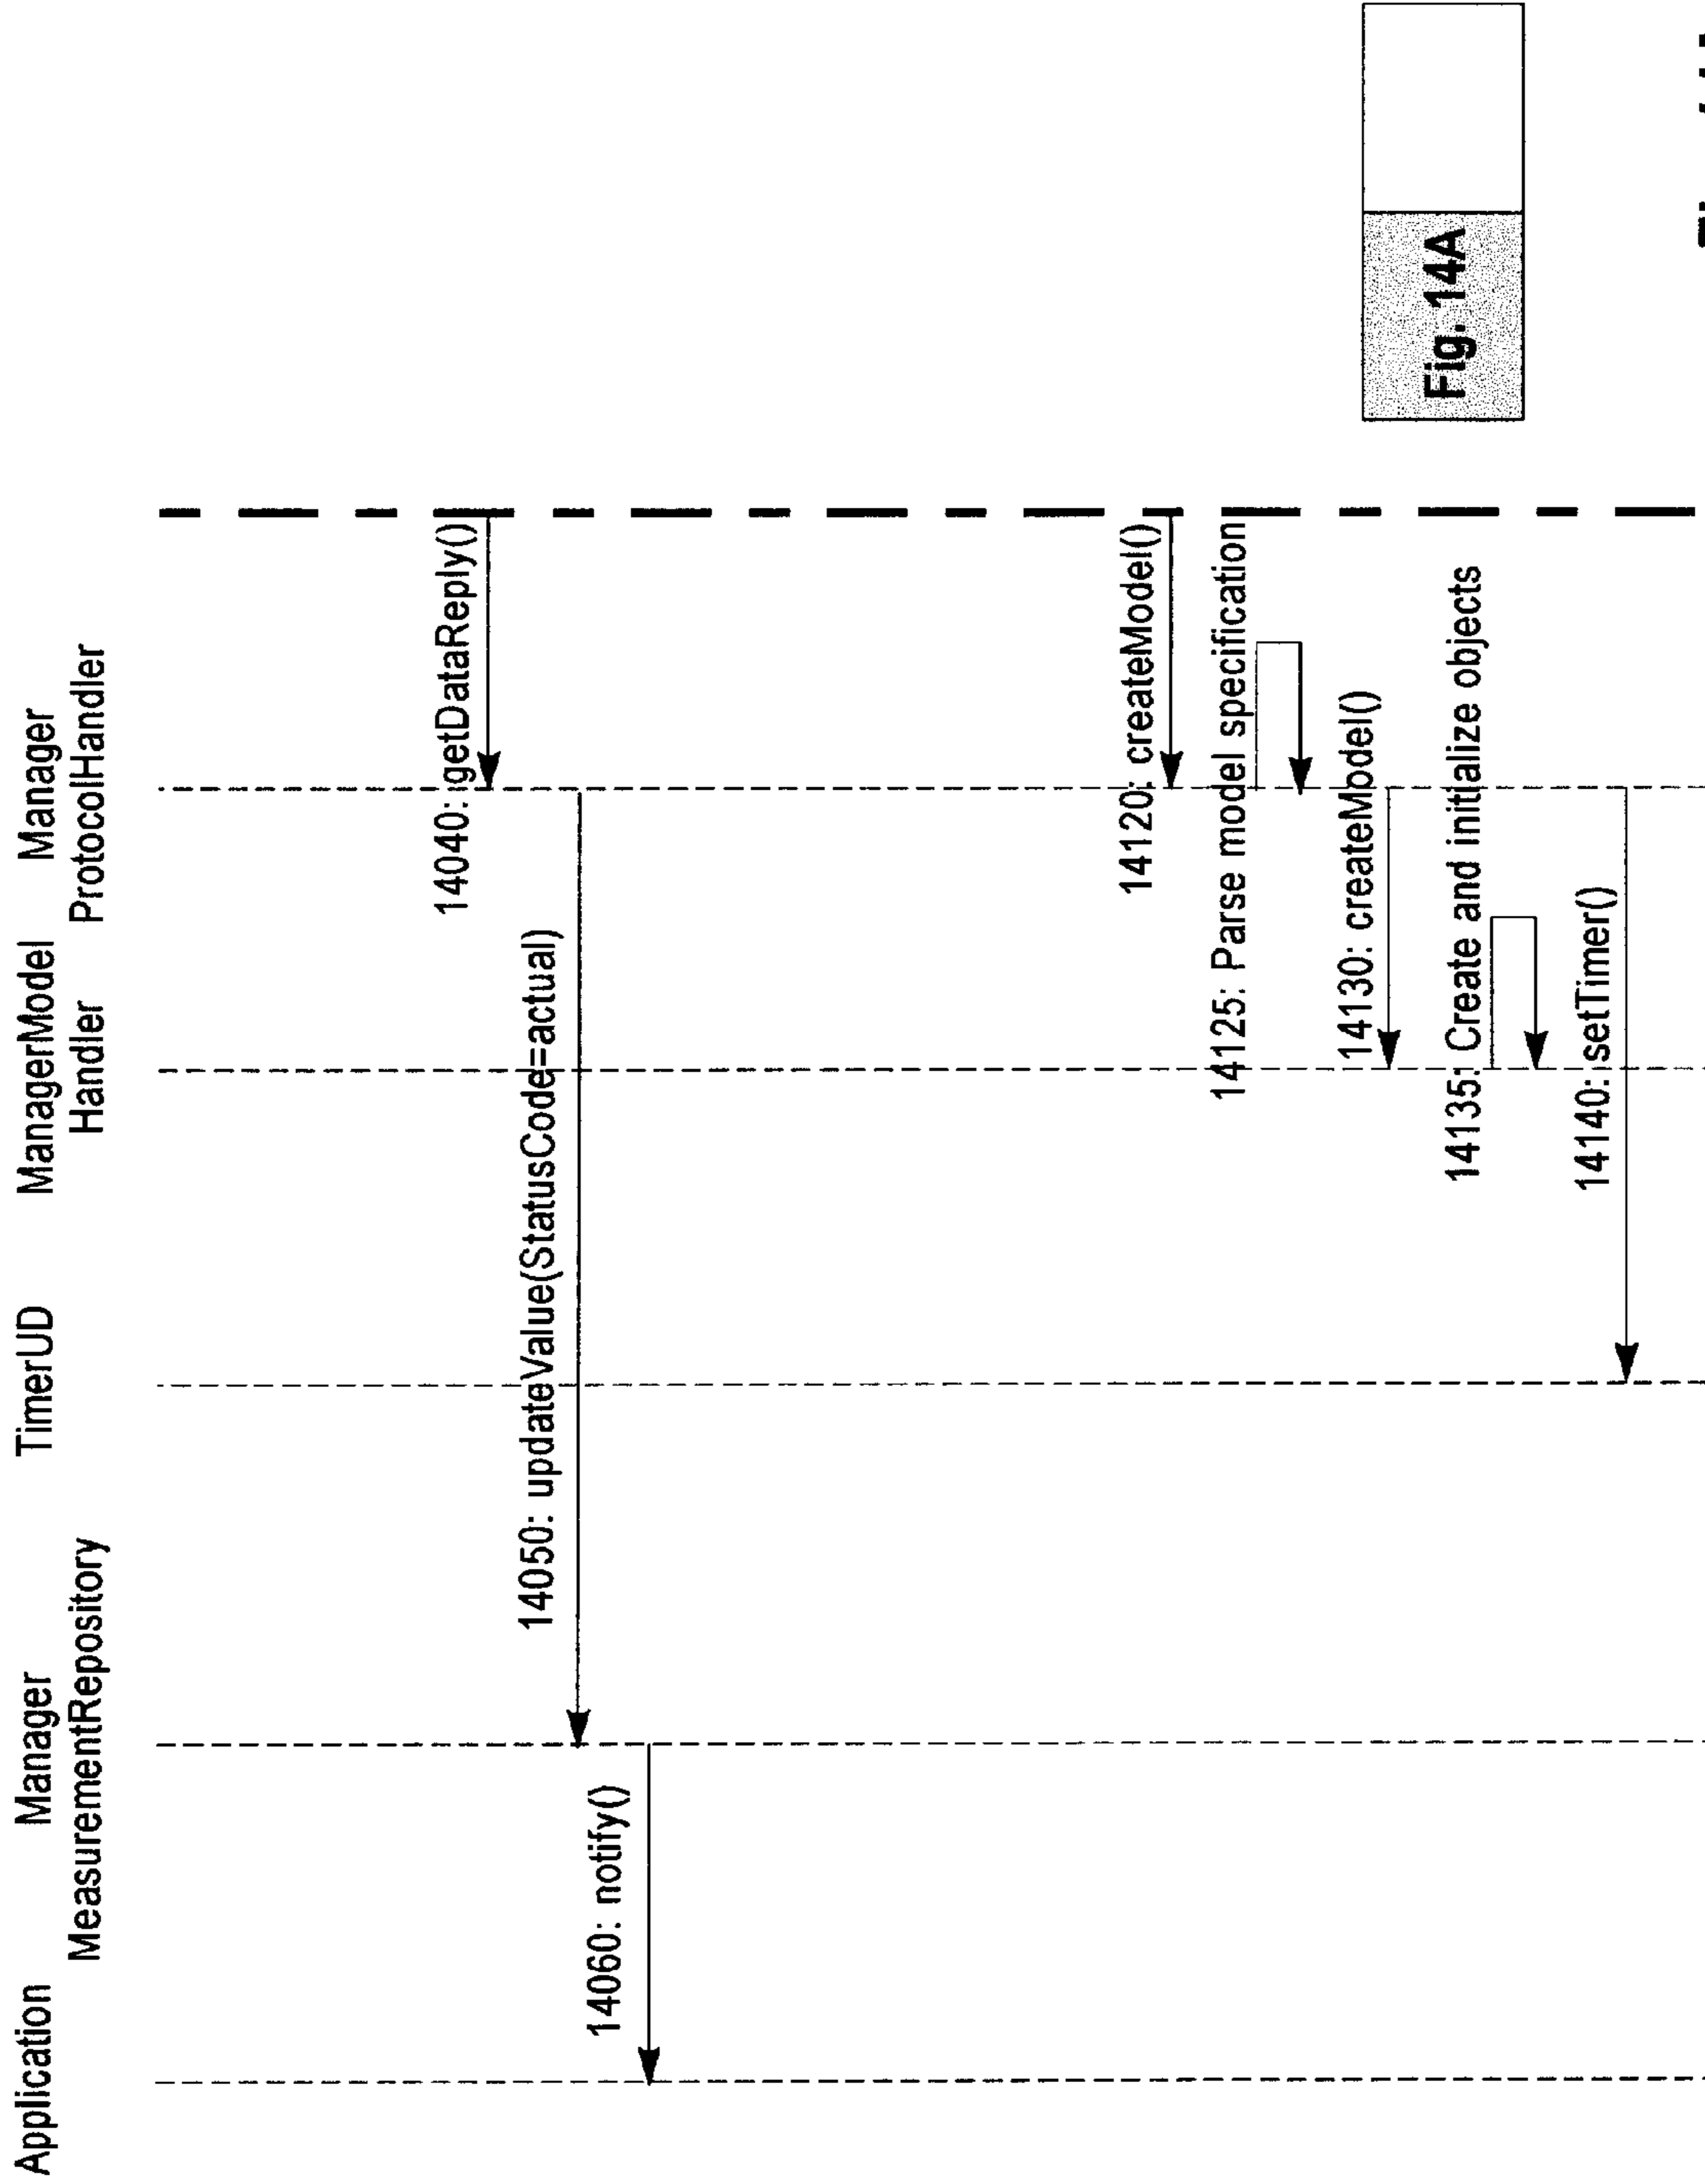 Application
Manager
MeasurementRepository
TimerUD
ManagerModel
Handler
Manager
ProtocolHandler
14040: getDataReply()
14050: updateValue(StatusCode=actual)
14060: notify()
14120: createModel()
14125: Parse model specification
14130: createModel()
14135: Create and initialize objects
14140: setTimer()
Fig. 14A